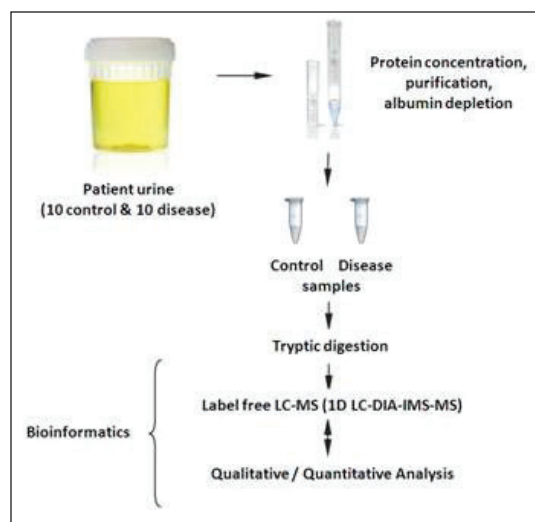 Protein concentration,
purification,
albumin depletion
Patient urine
(10 control & 10 disease)
Control Disease
samples
Tryptic digestion
Label free LC-MS (1D LC-DIA-IMS-MS)
Bioinformatics
Qualitative / Quantitative Analysis